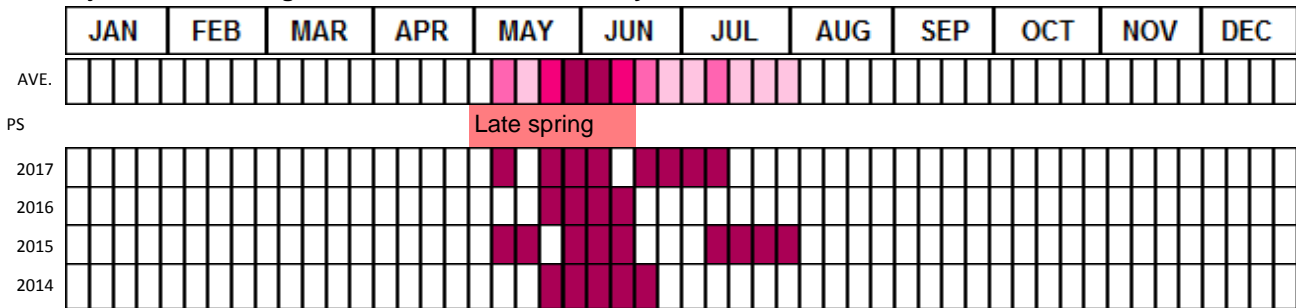 JAN FEB MAR APR MAY JUN JUL AUG SEP OCT NOV DEC
AVE.
PS Late spring
2017
2016
2015
2014